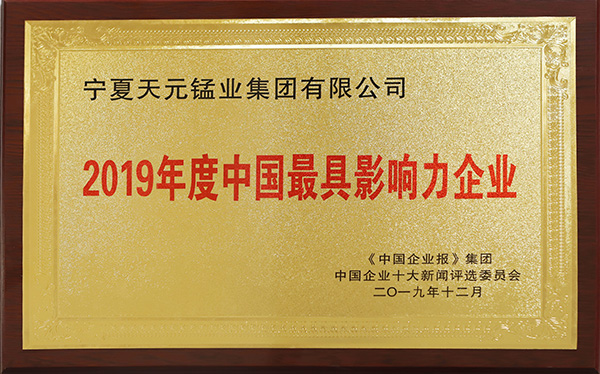 宁夏天元锰业集团有限公司
2019年度中国最具影响力企业
《中国企业报》集团
中国企业十大新闻评选委员会
二〇一九年十二月